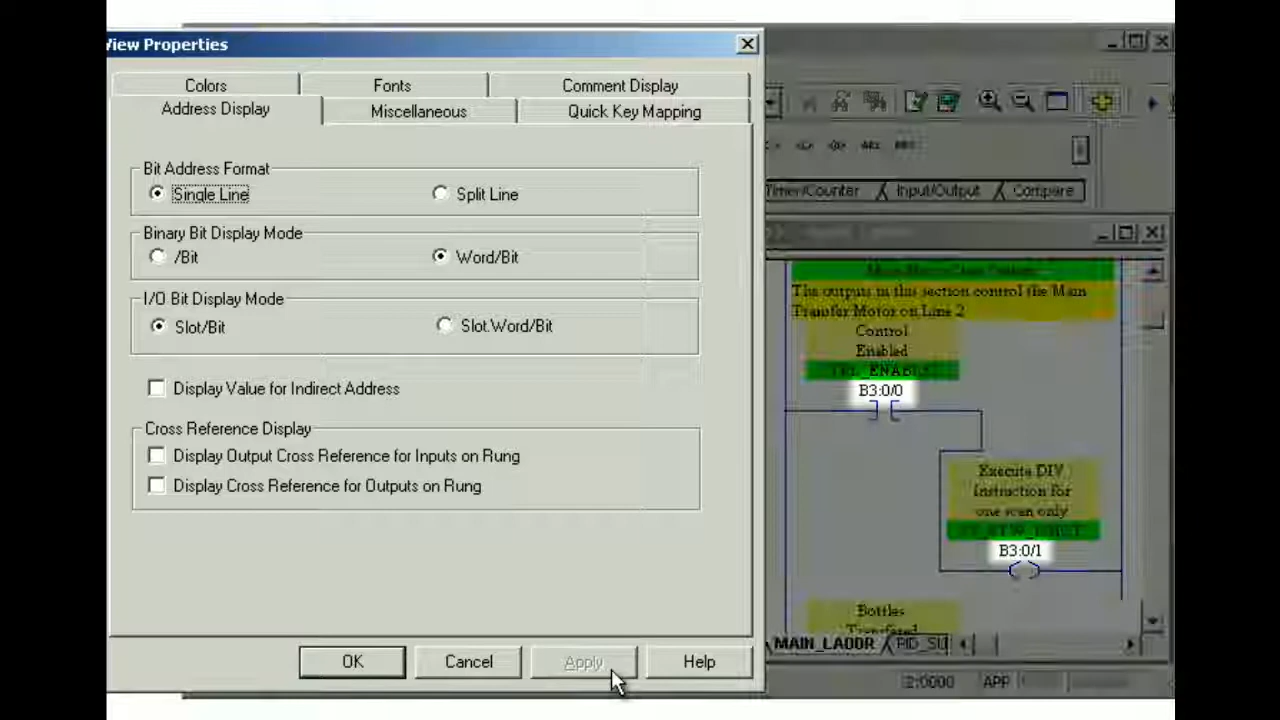 View Properties
Colors
Fonts
Comment Display
Address Display
Miscellaneous
Quick Key Mapping
Bit Address Format
Single Line
Split Line
Binary Bit Display Mode
/Bit
Word/Bit
I/O Bit Display Mode
Slot/Bit
Slot.Word/Bit
Display Value for Indirect Address
Cross Reference Display
Display Output Cross Reference for Inputs on Rung
Display Cross Reference for Outputs on Rung
OK
Cancel
Apply
Help
Timer/Counter
Input/Output
Compare
The outputs in this section control the Main
Transfer Motor on Line 2
Control
Enabled
B3:0/0
Execute DIV
Instruction for
one scan only
B3:0/1
Bottles
MAIN_LADDR
2:0000
APP